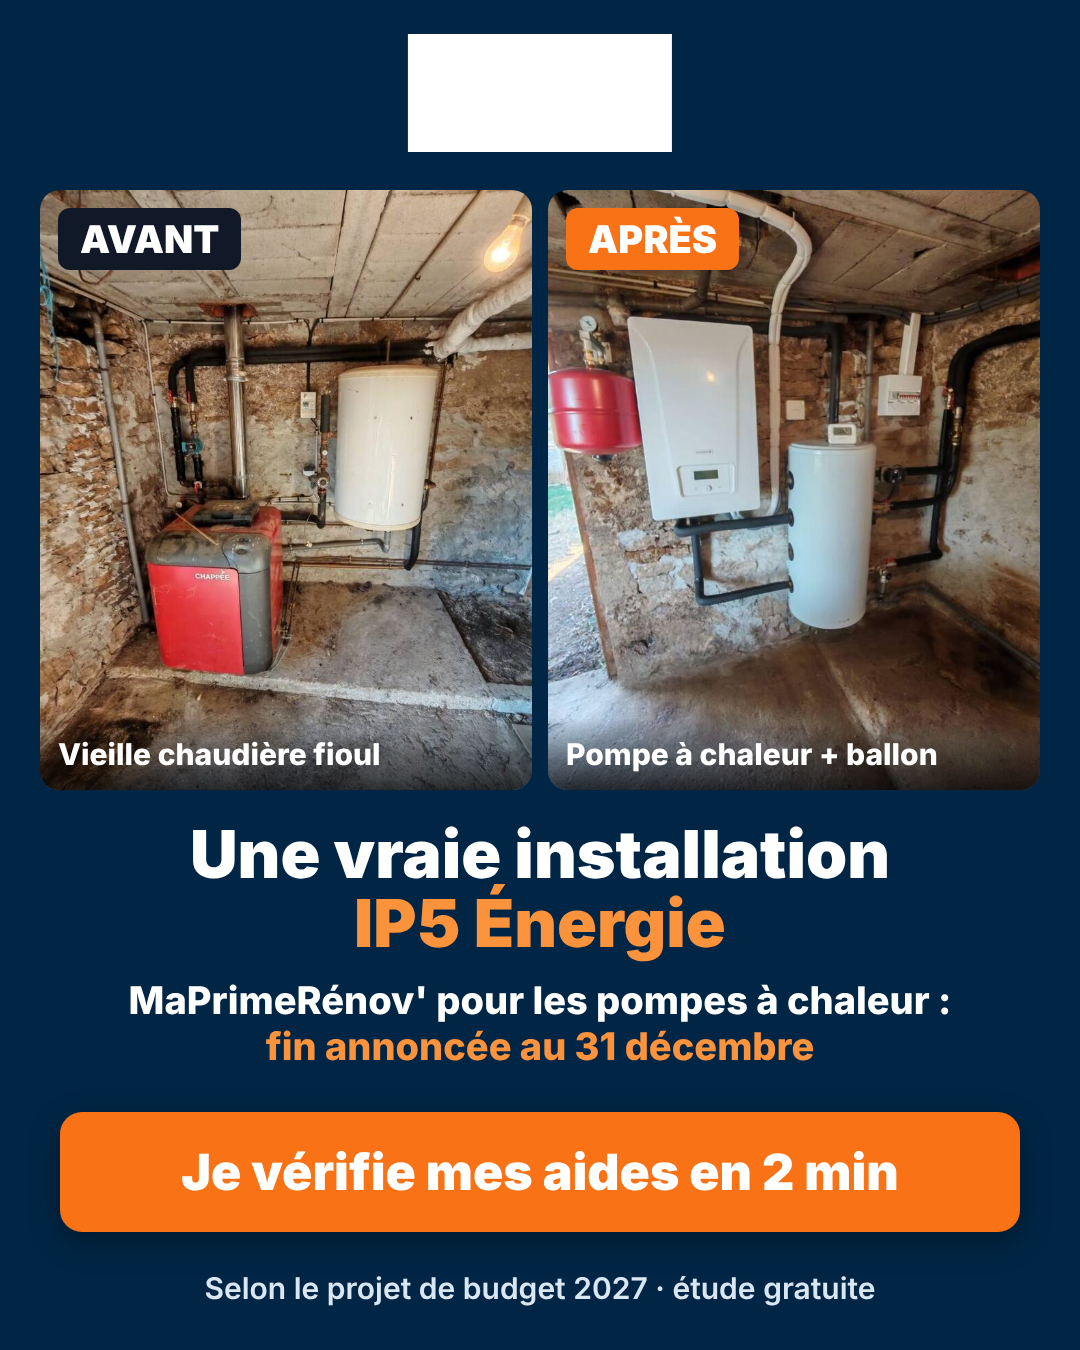 AVANT
APRÈS
CHAPPÉE
Vieille chaudière fioul
Pompe à chaleur + ballon
Une vraie installation
IP5 Énergie
MaPrimeRénov' pour les pompes à chaleur :
fin annoncée au 31 décembre
Je vérifie mes aides en 2 min
Selon le projet de budget 2027 · étude gratuite